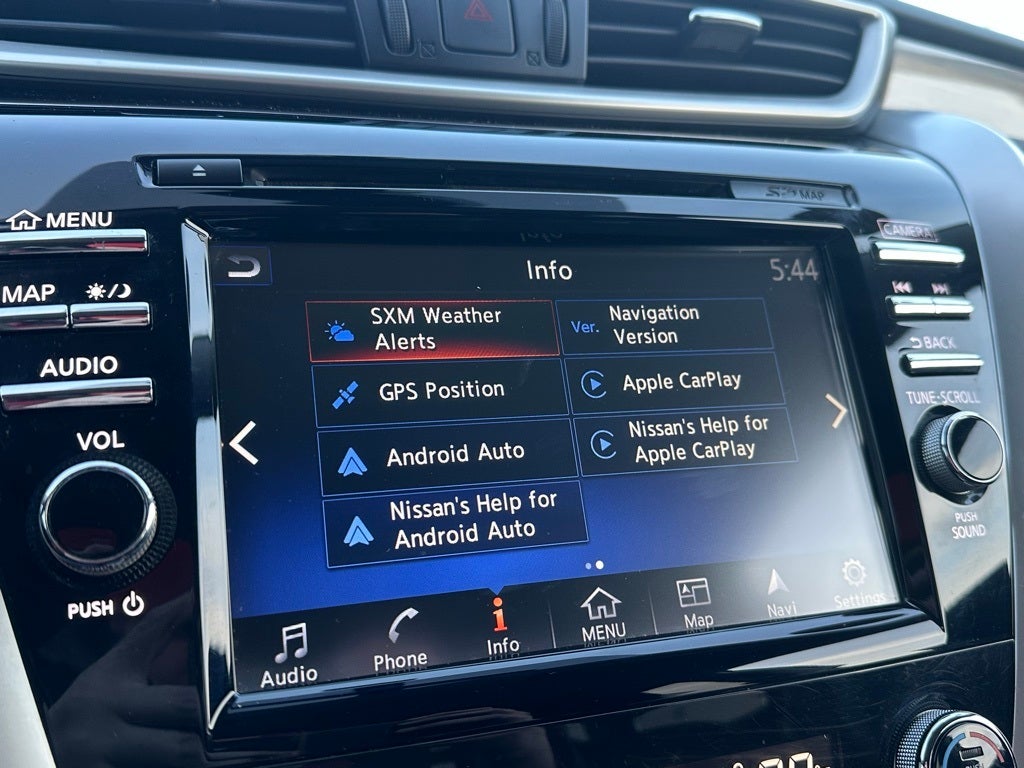 SD MAP
MENU
CAMERA
MAP
AUDIO
VOL
PUSH
BACK
TUNE·SCROLL
PUSH
SOUND
Info
5:44
SXM Weather
Alerts
Ver.
Navigation
Version
GPS Position
Apple CarPlay
Android Auto
Nissan's Help for
Apple CarPlay
Nissan's Help for
Android Auto
Audio
Phone
Info
MENU
Map
Navi
Settings